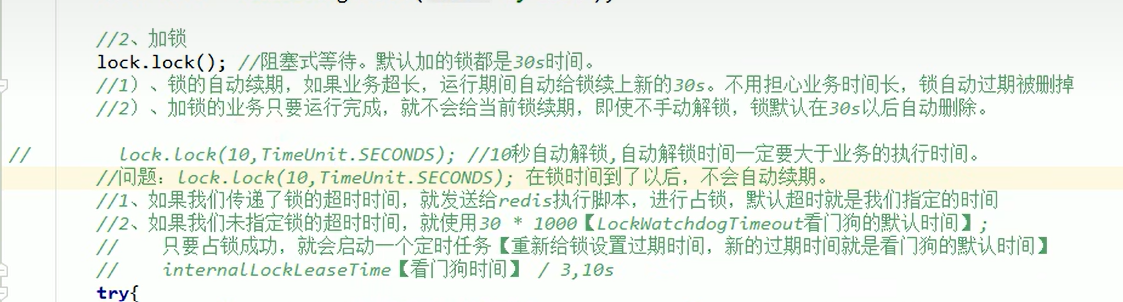 //2、加锁
lock.lock(); //阻塞式等待。默认加的锁都是30s时间。
//1）、锁的自动续期，如果业务超长，运行期间自动给锁续上新的30s。不用担心业务时间长，锁自动过期被删掉
//2）、加锁的业务只要运行完成，就不会给当前锁续期，即使不手动解锁，锁默认在30s以后自动删除。
// lock.lock(10,TimeUnit.SECONDS); //10秒自动解锁,自动解锁时间一定要大于业务的执行时间。
//问题：lock.lock(10,TimeUnit.SECONDS); 在锁时间到了以后，不会自动续期。
//1、如果我们传递了锁的超时时间，就发送给redis执行脚本，进行占锁，默认超时就是我们指定的时间
//2、如果我们未指定锁的超时时间，就使用30 * 1000【LockWatchdogTimeout看门狗的默认时间】;
// 只要占锁成功，就会启动一个定时任务【重新给锁设置过期时间，新的过期时间就是看门狗的默认时间】
// internalLockLeaseTime【看门狗时间】 / 3,10s
try{